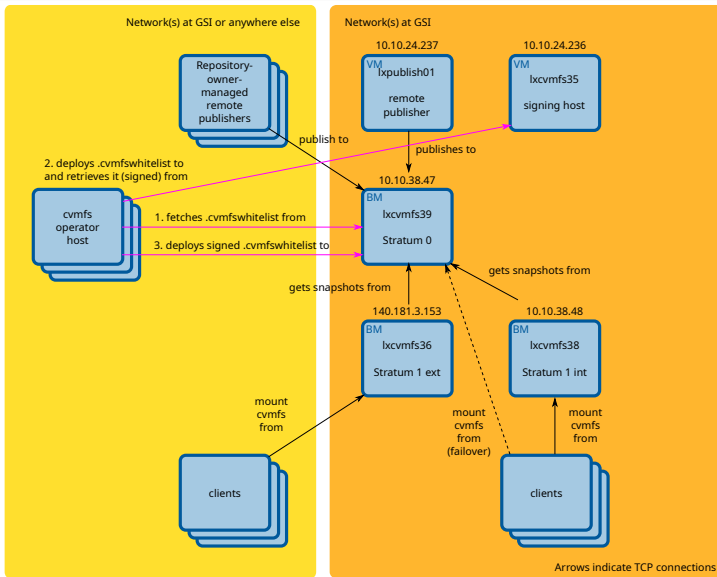 Network(s) at GSI or anywhere else
Network(s) at GSI
Repository-
owner-
managed
remote
publishers
10.10.24.237
VM
lxpublish01
remote
publisher
10.10.24.236
VM
lxcvmfs35
signing host
publish to
publishes to
2. deploys .cvmfswhitelist to
and retrieves it (signed) from
cvmfs
operator
host
1. fetches .cvmfswhitelist from
3. deploys signed .cvmfswhitelist to
10.10.38.47
BM
lxcvmfs39
Stratum 0
gets snapshots from
gets snapshots from
140.181.3.153
BM
lxcvmfs36
Stratum 1 ext
10.10.38.48
BM
lxcvmfs38
Stratum 1 int
mount
cvmfs
from
mount
cvmfs
from
(failover)
mount
cvmfs
from
clients
clients
Arrows indicate TCP connections